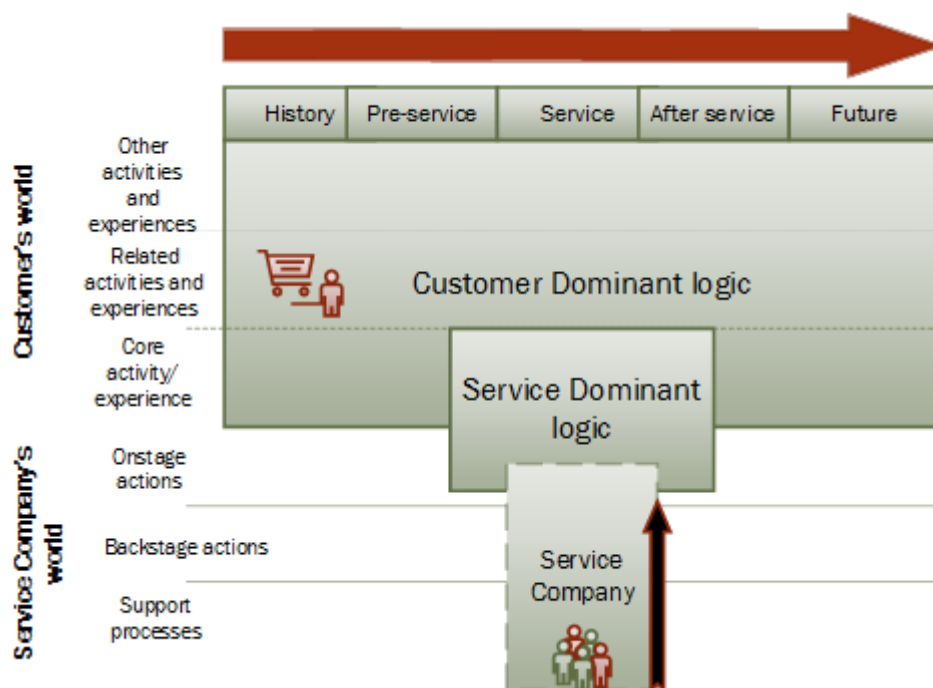 History
Pre-service
Service
After service
Future
Customer's world
Other
activities
and
experiences
Related
activities and
experiences
Customer Dominant logic
Core
activity/
experience
Service Dominant
logic
Service Company's
world
Onstage
actions
Backstage actions
Service
Company
Support
processes